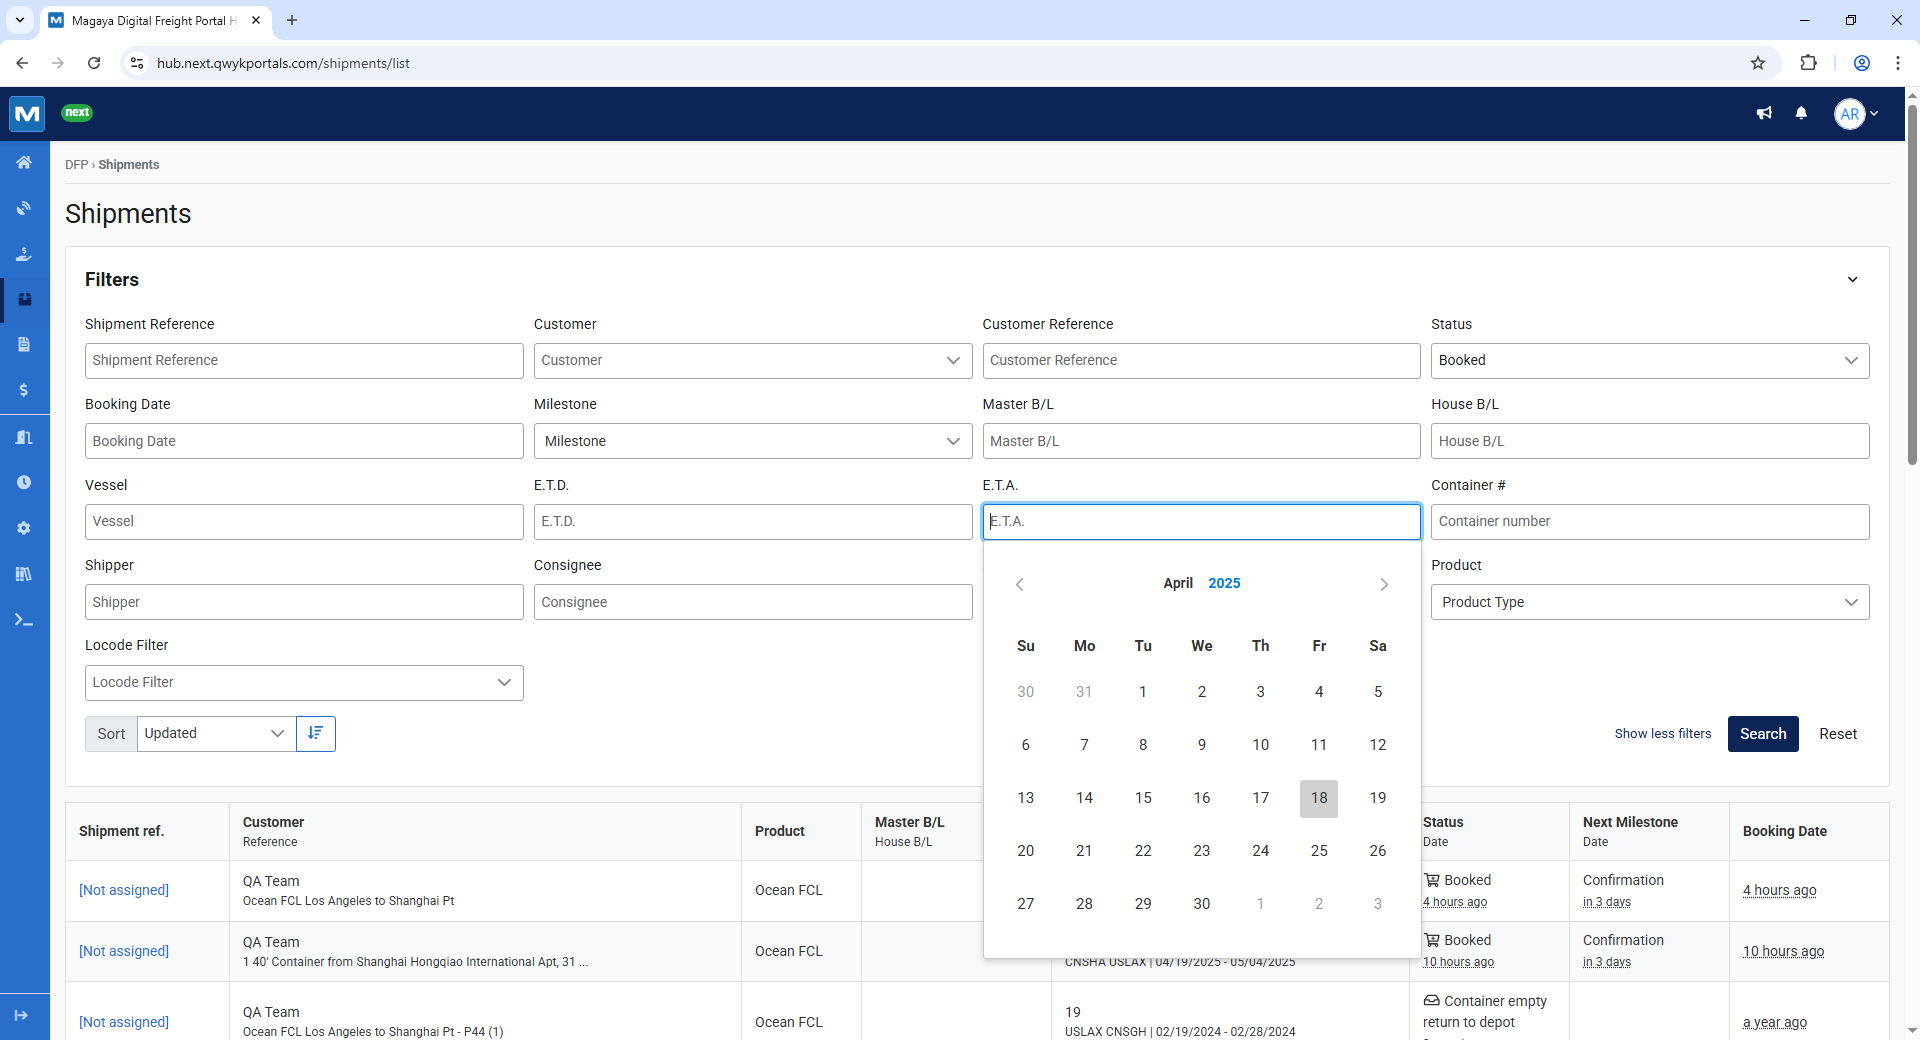 Magaya Digital Freight Portal H
hub.next.qwykportals.com/shipments/list
next
AR
DFP › Shipments
Shipments
Filters
Shipment Reference
Customer
Customer Reference
Status
Shipment Reference
Customer
Customer Reference
Booked
Booking Date
Milestone
Master B/L
House B/L
Booking Date
Milestone
Master B/L
House B/L
Vessel
E.T.D.
E.T.A.
Container #
Vessel
E.T.D.
E.T.A.
Container number
Shipper
Consignee
Product
Shipper
Consignee
Product Type
April 2025
Su Mo Tu We Th Fr Sa
30 31 1 2 3 4 5
6 7 8 9 10 11 12
13 14 15 16 17 18 19
20 21 22 23 24 25 26
27 28 29 30 1 2 3
Locode Filter
Locode Filter
Sort Updated
Show less filters Search Reset
Shipment ref.
Customer
Reference
Product
Master B/L
House B/L
Status
Date
Next Milestone
Date
Booking Date
[Not assigned]
QA Team
Ocean FCL Los Angeles to Shanghai Pt
Ocean FCL
Booked
4 hours ago
Confirmation
in 3 days
4 hours ago
[Not assigned]
QA Team
1 40' Container from Shanghai Hongqiao International Apt, 31 ...
Ocean FCL
CNSHA USLAX | 04/19/2025 - 05/04/2025
Booked
10 hours ago
Confirmation
in 3 days
10 hours ago
[Not assigned]
QA Team
Ocean FCL Los Angeles to Shanghai Pt - P44 (1)
Ocean FCL
19
USLAX CNSGH | 02/19/2024 - 02/28/2024
Container empty
return to depot
a year ago